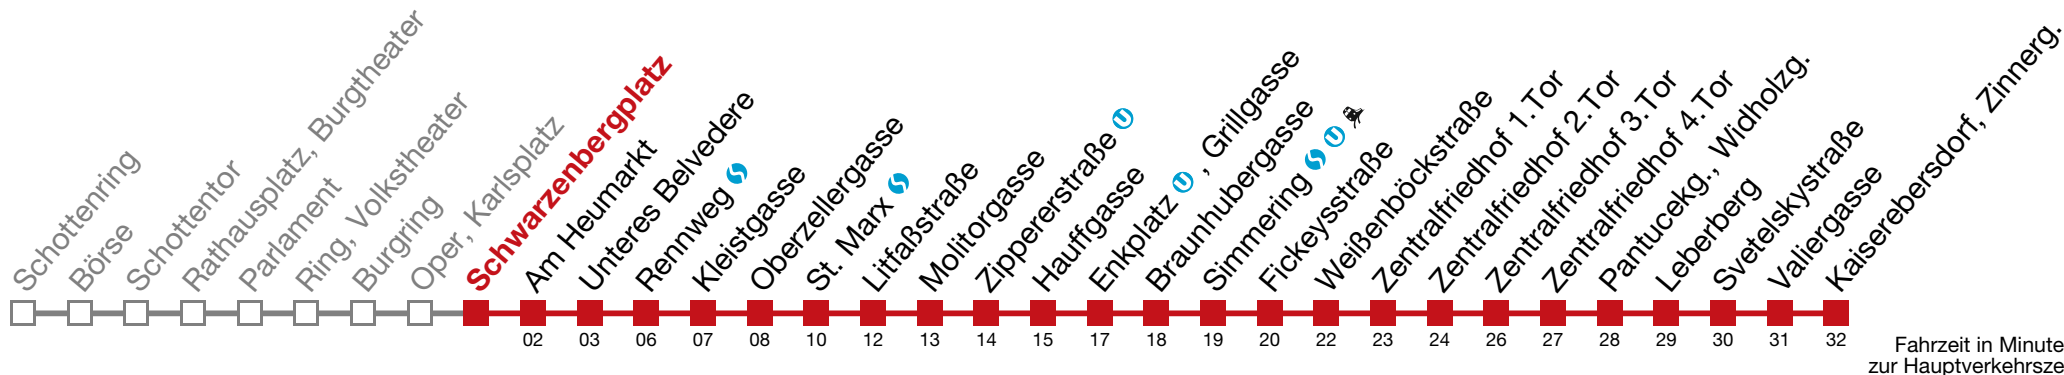 Schottenring
Börse
Schottentor
Rathausplatz, Burgtheater
Parlament
Ring, Volkstheater
Burgring
Oper, Karlsplatz
Schwarzenbergplatz
Am Heumarkt
Unteres Belvedere
Rennweg
Kleistgasse
Oberzellergasse
St. Marx
Litfaßstraße
Molitorgasse
Zippererstraße U
Hauffgasse
Enkplatz U , Grillgasse
Braunhubergasse
Simmering U
Fickeysstraße
Weißenböckstraße
Zentralfriedhof 1.Tor
Zentralfriedhof 2.Tor
Zentralfriedhof 3.Tor
Zentralfriedhof 4.Tor
Pantucekg., Widholzg.
Leberberg
Svetelskystraße
Valiergasse
Kaiserebersdorf, Zinnerg.
02 03 06 07 08 10 12 13 14 15 17 18 19 20 22 23 24 26 27 28 29 30 31 32
Fahrzeit in Minute
zur Hauptverkehrsze